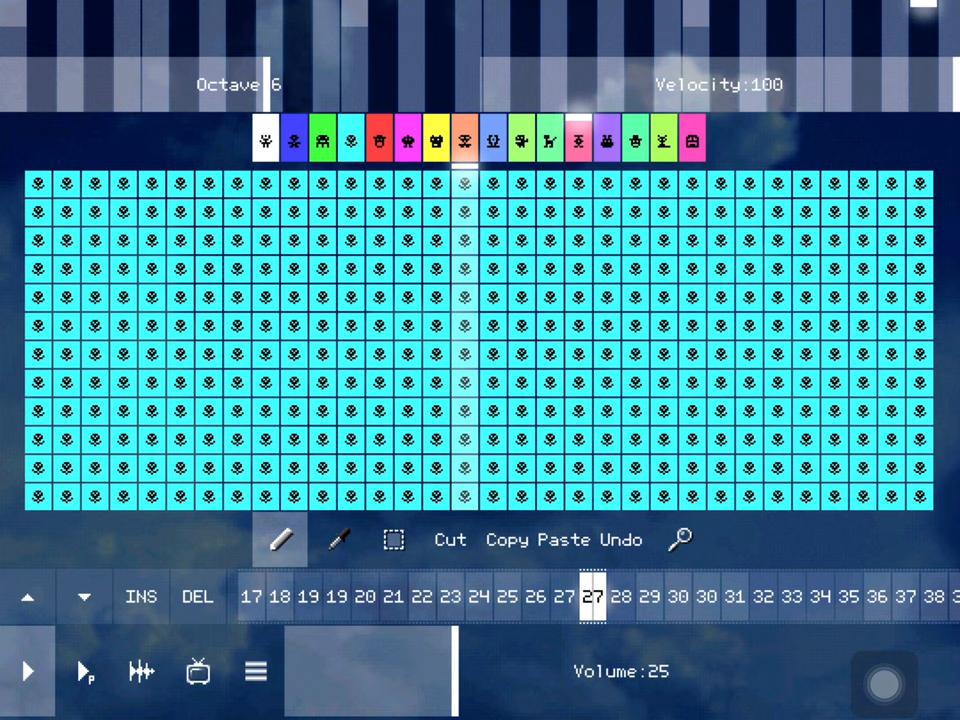 Octave:6 Velocity:100
Cut Copy Paste Undo
INS DEL 17 18 19 19 20 21 22 23 24 25 26 27 27 28 29 30 30 31 32 33 34 35 36 37 38
P Volume:25